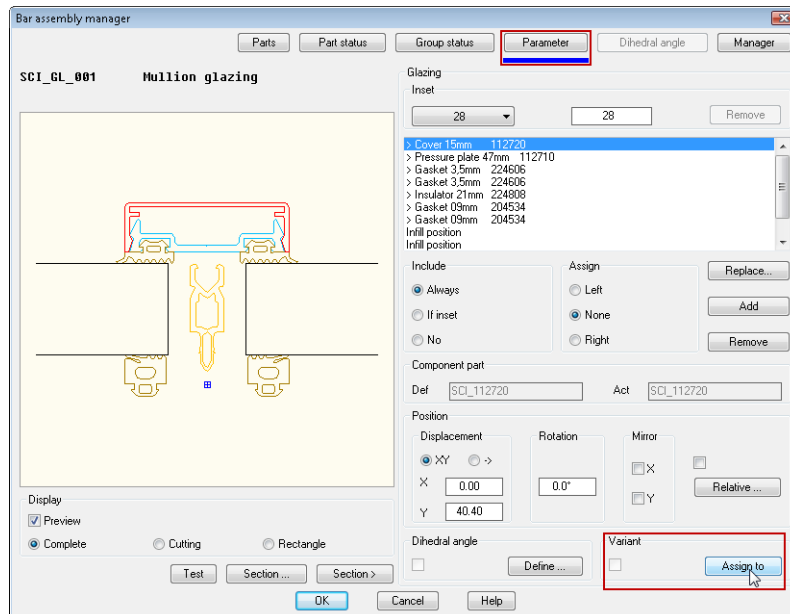 Bar assembly manager
Parts
Part status
Group status
Parameter
Dihedral angle
Manager
SCI_GL_001 Mullion glazing
Glazing
Inset
28
28
Remove
> Cover 15mm 112720
> Pressure plate 47mm 112710
> Gasket 3,5mm 224606
> Gasket 3,5mm 224606
> Insulator 21mm 224808
> Gasket 09mm 204534
> Gasket 09mm 204534
Infill position
Infill position
Include
Always
If inset
No
Assign
Left
None
Right
Replace...
Add
Remove
Component part
Def SCI_112720 Act SCI_112720
Position
Displacement
XY ->
X 0.00
Y 40.40
Rotation
0.0°
Mirror
X
Y
Relative ...
Display
Preview
Complete Cutting Rectangle
Test Section ... Section >
Dihedral angle
Define ...
Variant
Assign to
OK Cancel Help